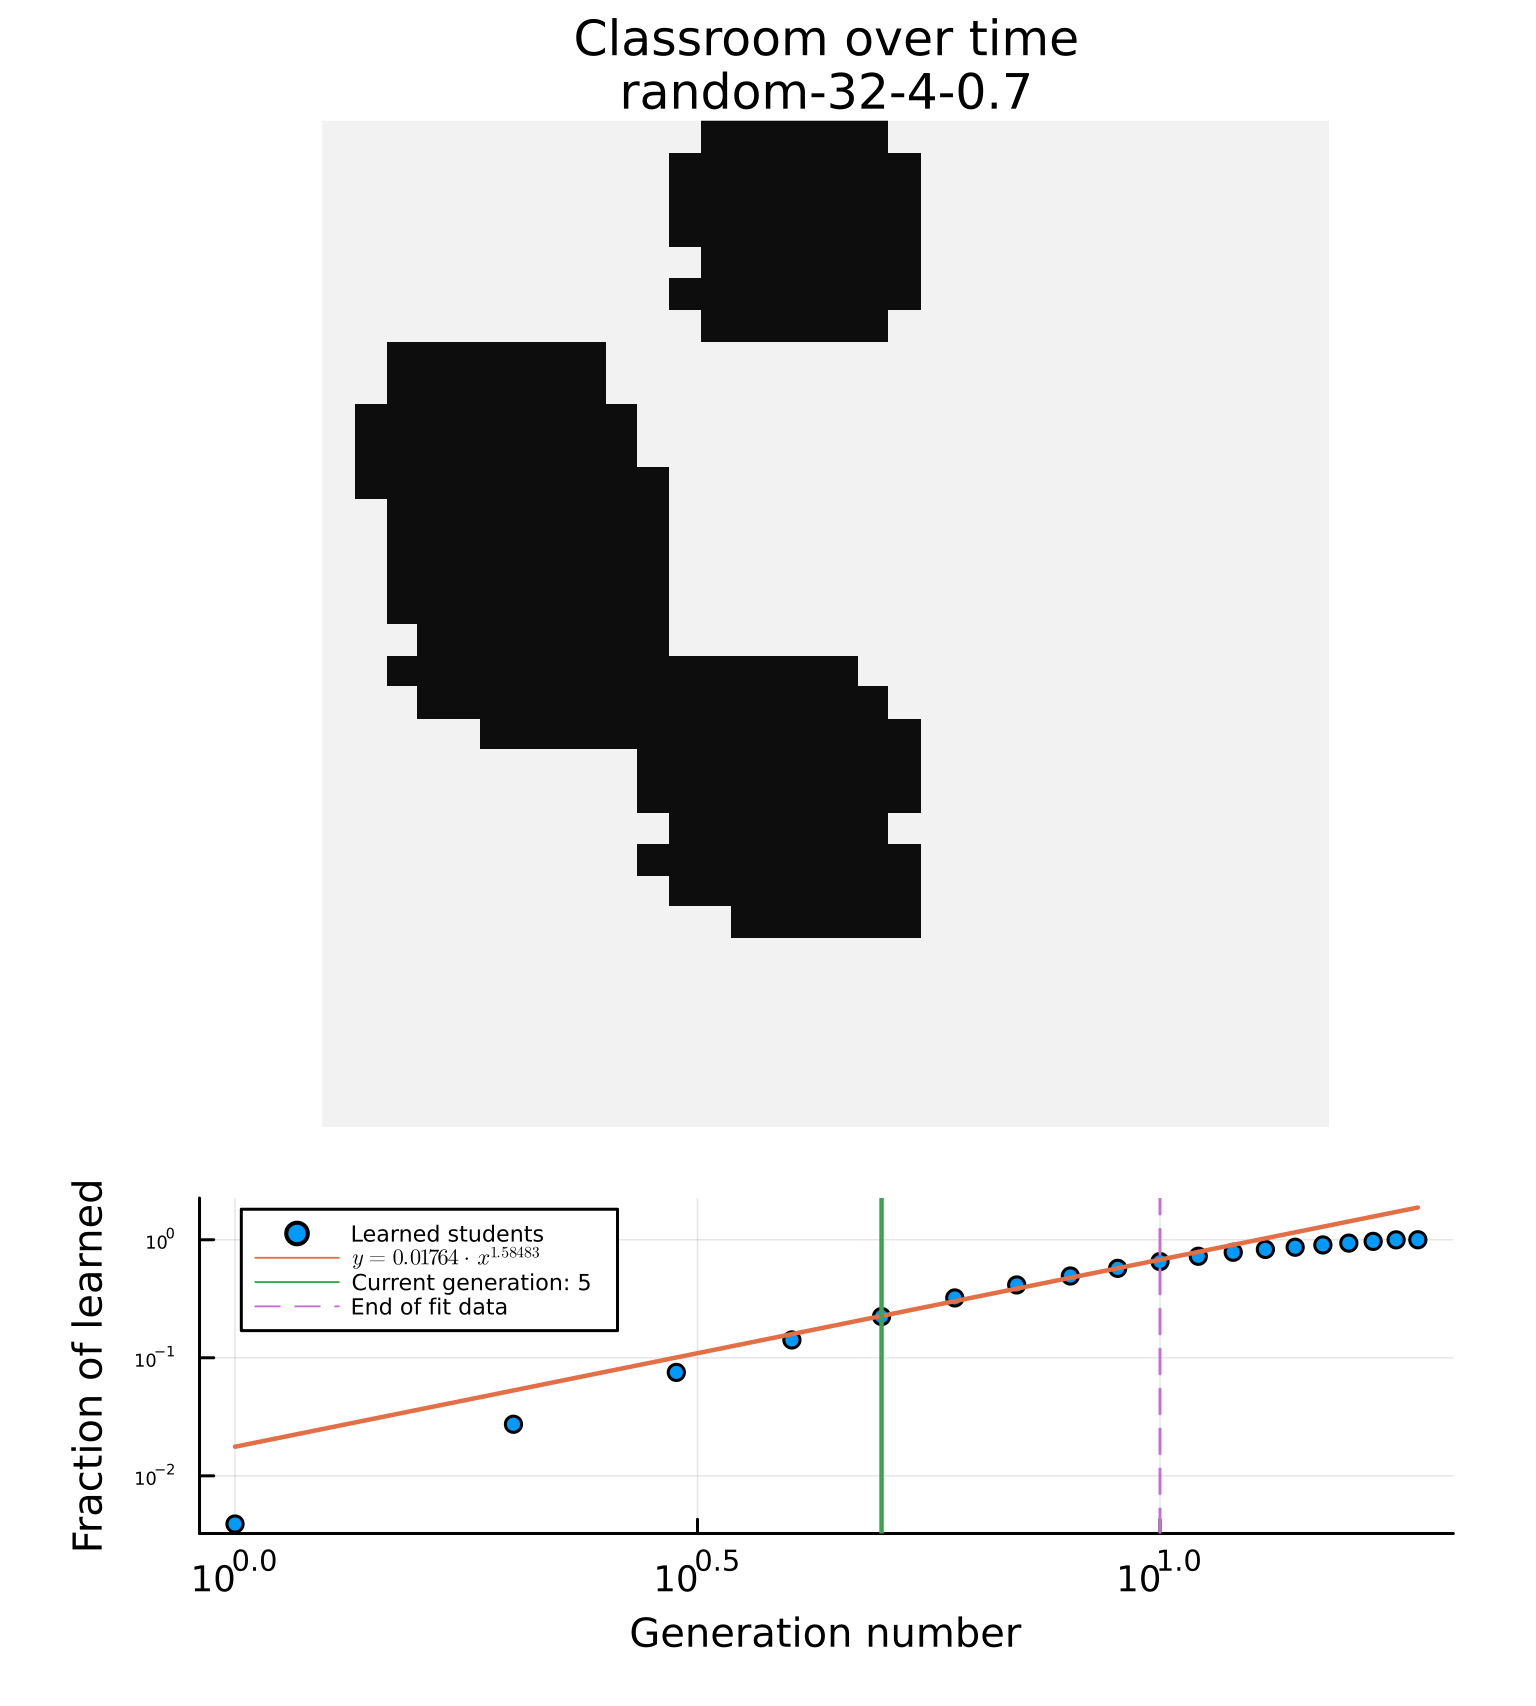 Classroom over time
random-32-4-0.7
Fraction of learned
10⁰
10⁻¹
10⁻²
Learned students
y = 0.01764 · x^1.58483
Current generation: 5
End of fit data
10^0.0
10^0.5
10^1.0
Generation number